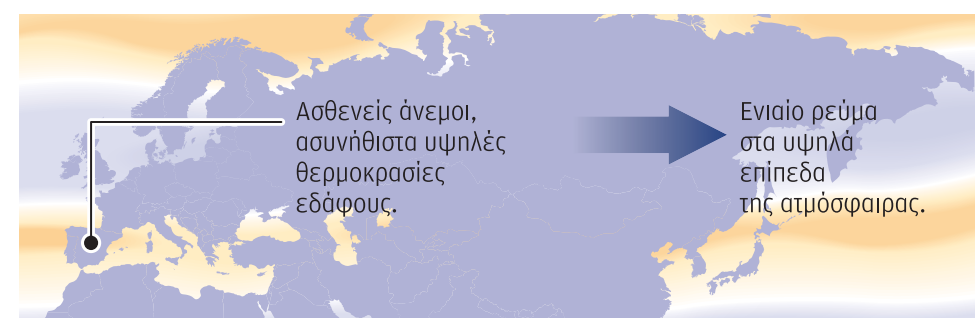 Ασθενείς άνεμοι,
ασυνήθιστα υψηλές
θερμοκρασίες
εδάφους.
Ενιαίο ρεύμα
στα υψηλά
επίπεδα
της ατμόσφαιρας.